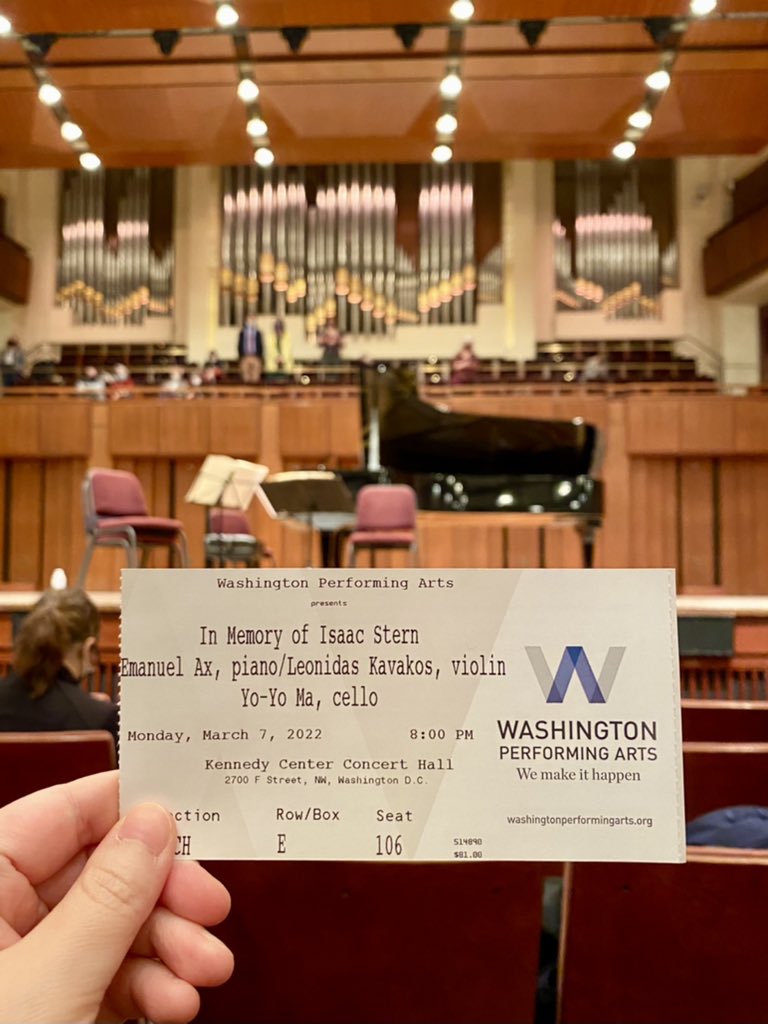 Washington Performing Arts
presents
In Memory of Isaac Stern
Emanuel Ax, piano/Leonidas Kavakos, violin
Yo-Yo Ma, cello
Monday, March 7, 2022 8:00 PM
Kennedy Center Concert Hall
2700 F Street, NW, Washington D.C.
ction Row/Box Seat
CH E 106
514890
$81.00
W
WASHINGTON
PERFORMING ARTS
We make it happen
washingtonperformingarts.org